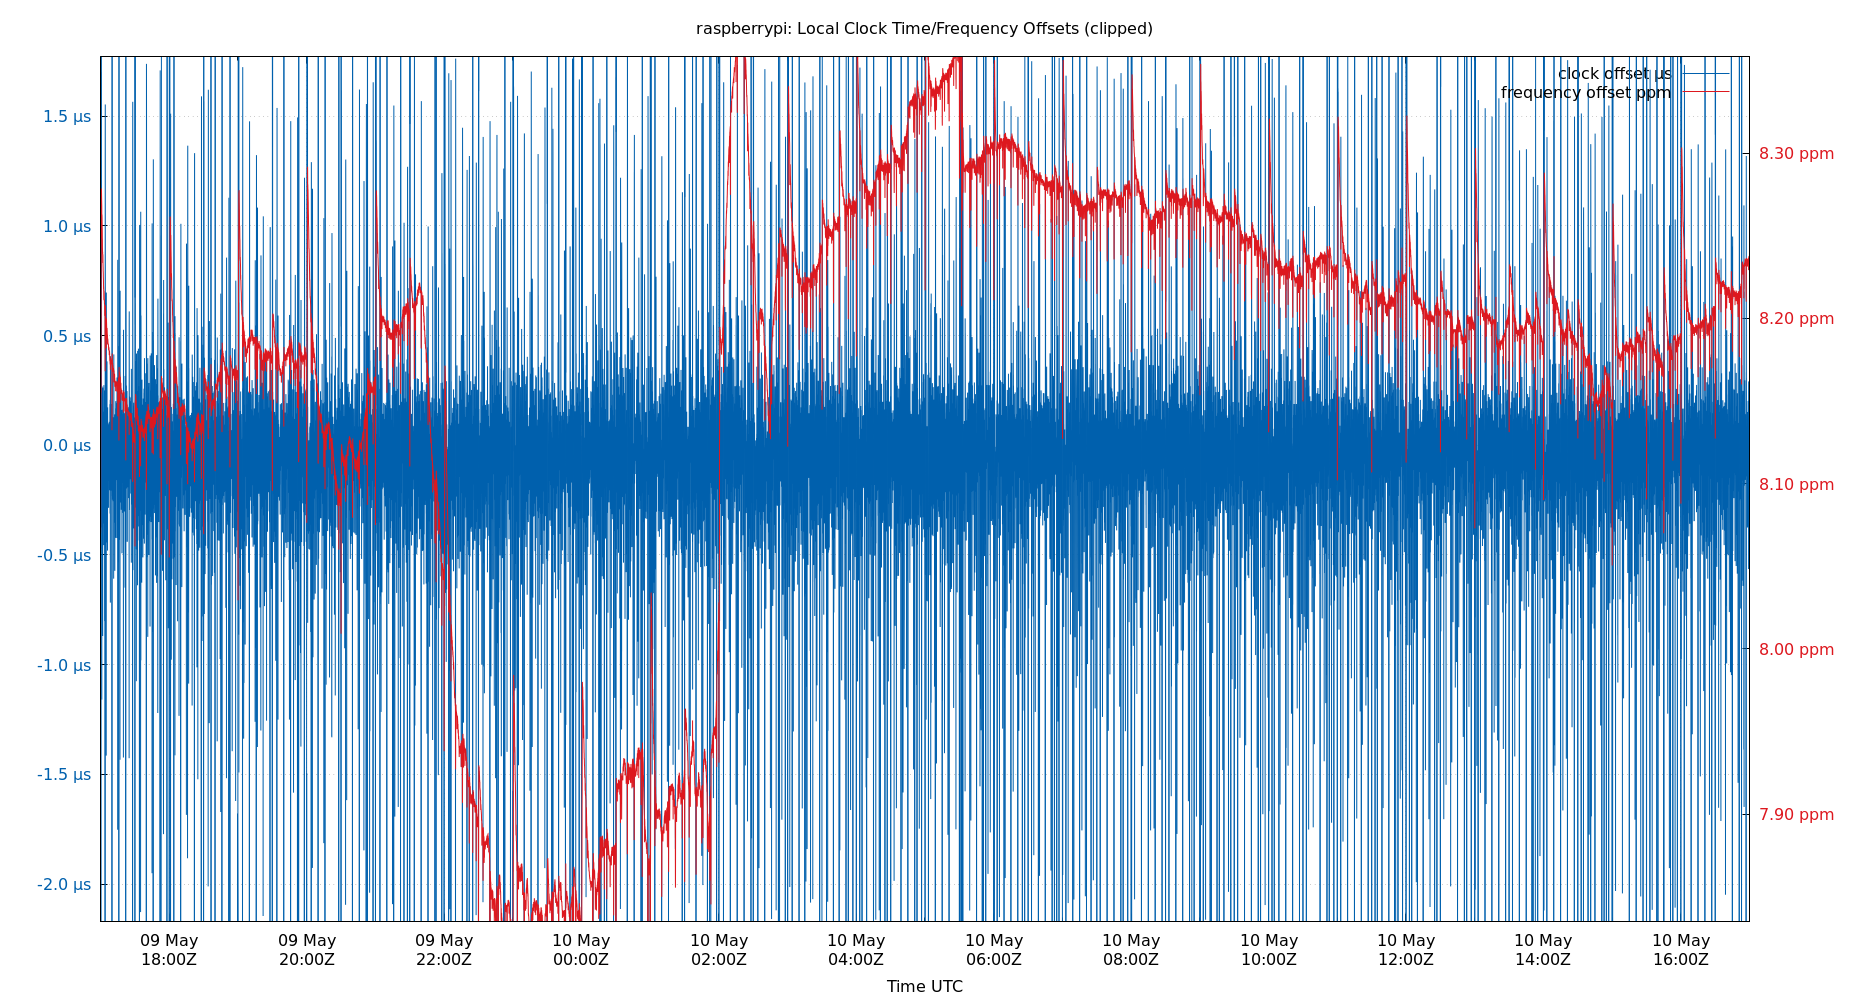 raspberrypi: Local Clock Time/Frequency Offsets (clipped)
clock offset µs
frequency offset ppm
1.5 µs
1.0 µs
0.5 µs
0.0 µs
-0.5 µs
-1.0 µs
-1.5 µs
-2.0 µs
8.30 ppm
8.20 ppm
8.10 ppm
8.00 ppm
7.90 ppm
09 May
18:00Z
09 May
20:00Z
09 May
22:00Z
10 May
00:00Z
10 May
02:00Z
10 May
04:00Z
10 May
06:00Z
10 May
08:00Z
10 May
10:00Z
10 May
12:00Z
10 May
14:00Z
10 May
16:00Z
Time UTC